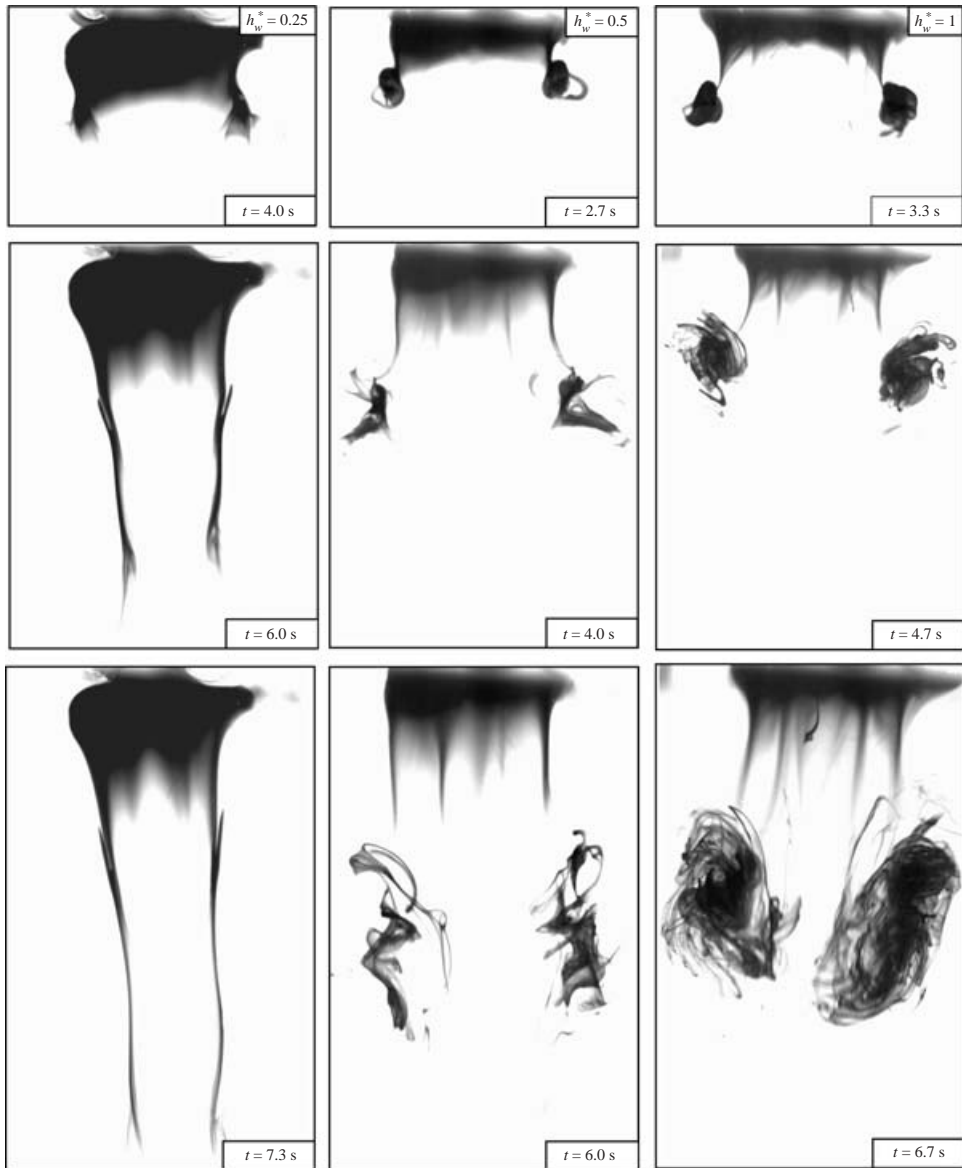 h*w = 0.25
h*w = 0.5
h*w = 1
t = 4.0 s
t = 2.7 s
t = 3.3 s
t = 6.0 s
t = 4.0 s
t = 4.7 s
t = 7.3 s
t = 6.0 s
t = 6.7 s